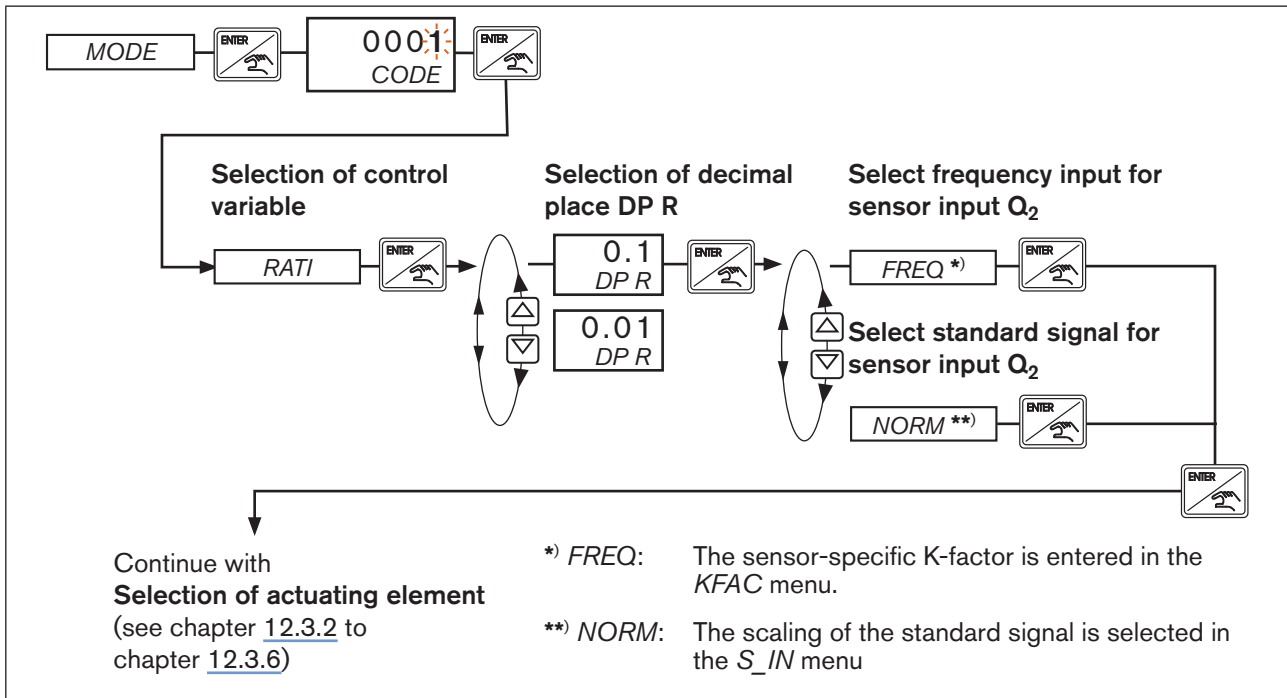 MODE
ENTER
0001
CODE
ENTER
Selection of control
variable
Selection of decimal
place DP R
Select frequency input for
sensor input Q2
RATI
ENTER
0.1
DP R
ENTER
FREQ *)
ENTER
0.01
DP R
Select standard signal for
sensor input Q2
NORM **)
ENTER
ENTER
Continue with
Selection of actuating element
(see chapter 12.3.2 to
chapter 12.3.6)
*) FREQ: The sensor-specific K-factor is entered in the
KFAC menu.
**) NORM: The scaling of the standard signal is selected in
the S_IN menu